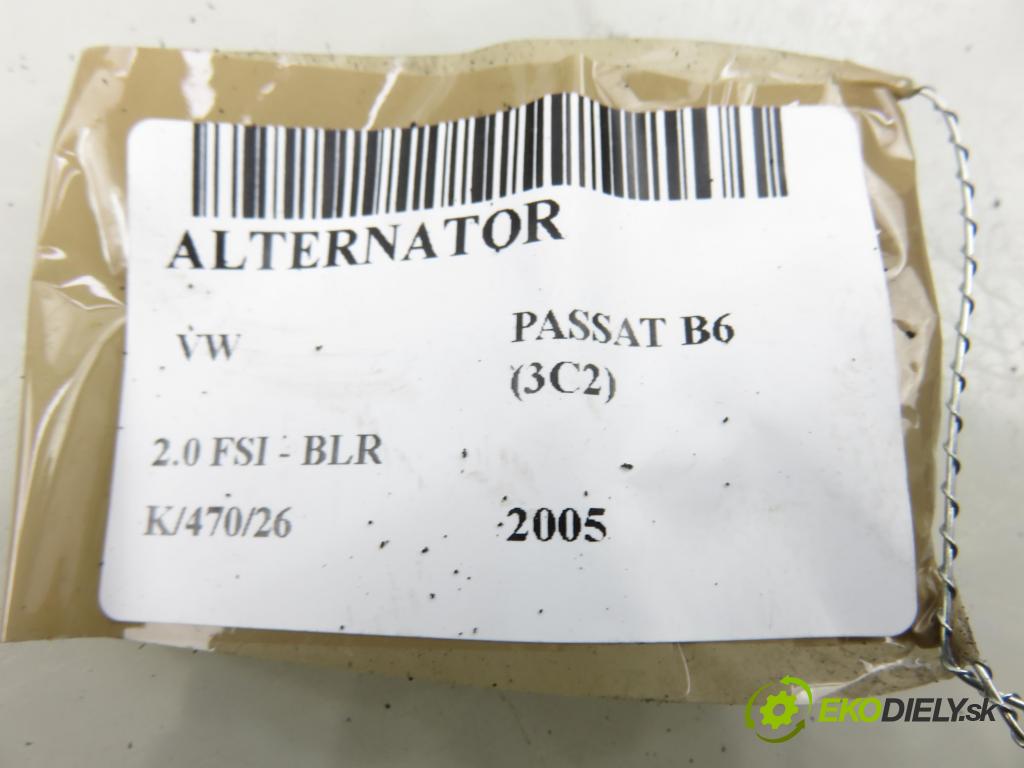 ALTERNATOR
VW PASSAT B6
(3C2)
2.0 FSI - BLR
K/470/26 2005
EKODIELY.sk